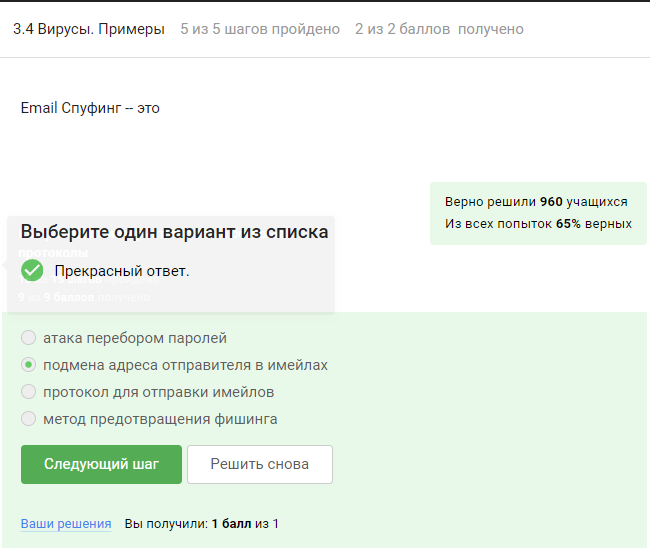 3.4 Вирусы. Примеры 5 из 5 шагов пройдено 2 из 2 баллов получено
Email Спуфинг -- это
Верно решили 960 учащихся
Из всех попыток 65% верных
Выберите один вариант из списка
протоколы
Прекрасный ответ.
9 из 9 баллов получено
атака перебором паролей
подмена адреса отправителя в имейлах
протокол для отправки имейлов
метод предотвращения фишинга
Следующий шаг Решить снова
Ваши решения Вы получили: 1 балл из 1